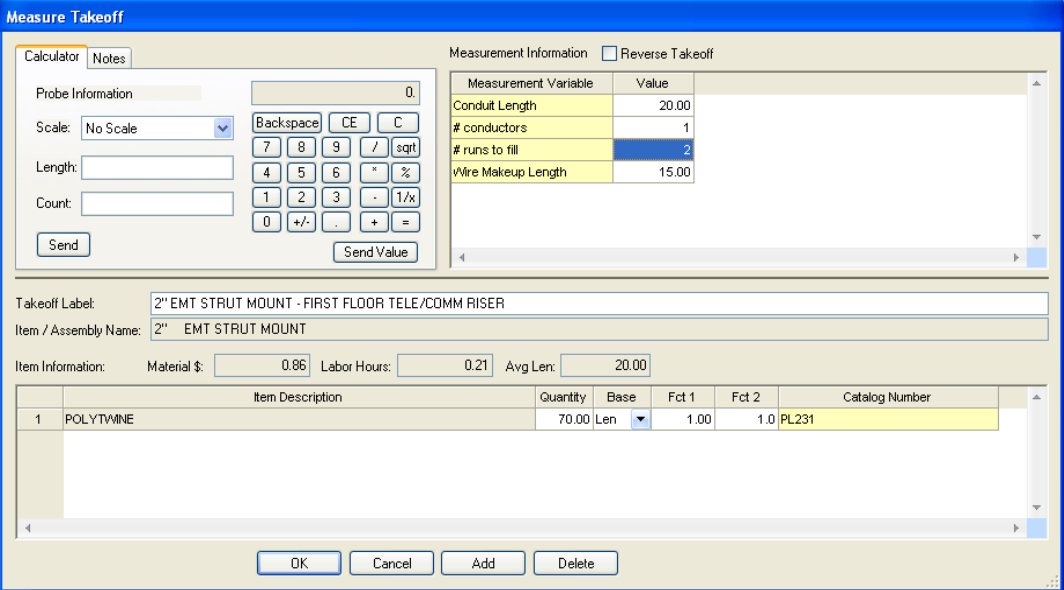 Measure Takeoff
Calculator Notes
Probe Information
0.
Scale: No Scale
Length:
Count:
Send
Backspace CE C
7 8 9 / sqrt
4 5 6 * %
1 2 3 - 1/x
0 +/- . + =
Send Value
Measurement Information Reverse Takeoff
Measurement Variable Value
Conduit Length 20.00
# conductors 1
# runs to fill 2
Wire Makeup Length 15.00
Takeoff Label: 2" EMT STRUT MOUNT - FIRST FLOOR TELE/COMM RISER
Item / Assembly Name: 2" EMT STRUT MOUNT
Item Information: Material $: 0.86 Labor Hours: 0.21 Avg Len: 20.00
Item Description Quantity Base Fct 1 Fct 2 Catalog Number
1 POLYTWINE 70.00 Len 1.00 1.0 PL231
OK Cancel Add Delete